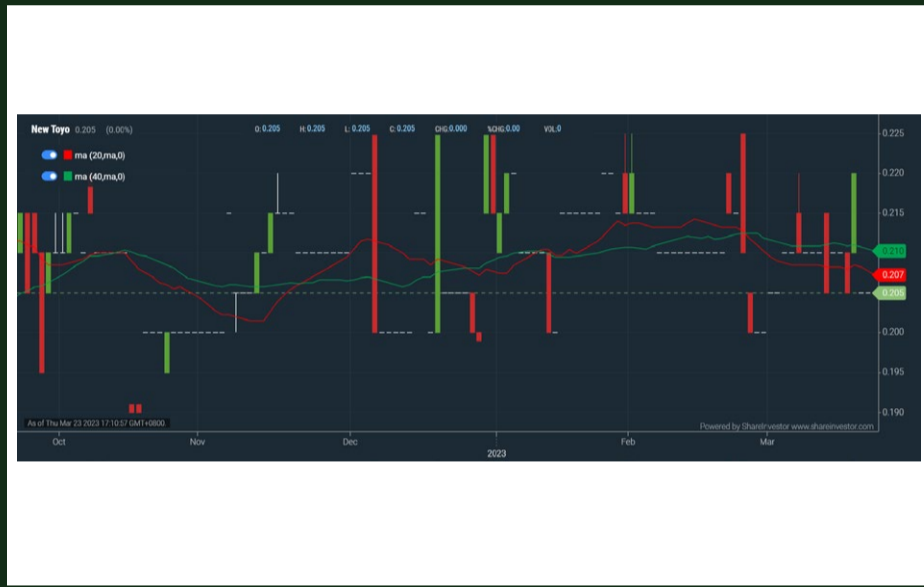 New Toyo 0.205 (0.00%) O:0.205 H:0.205 L:0.205 C:0.205 CHG:0.000 %CHG:0.00 VOL:0
ma (20,ma,0)
ma (40,ma,0)
0.225
0.220
0.215
0.210
0.207
0.205
0.200
0.195
0.190
As of Thu Mar 23 2023 17:10:57 GMT+0800.
Powered by ShareInvestor www.shareinvestor.com
Oct Nov Dec Feb Mar
2023